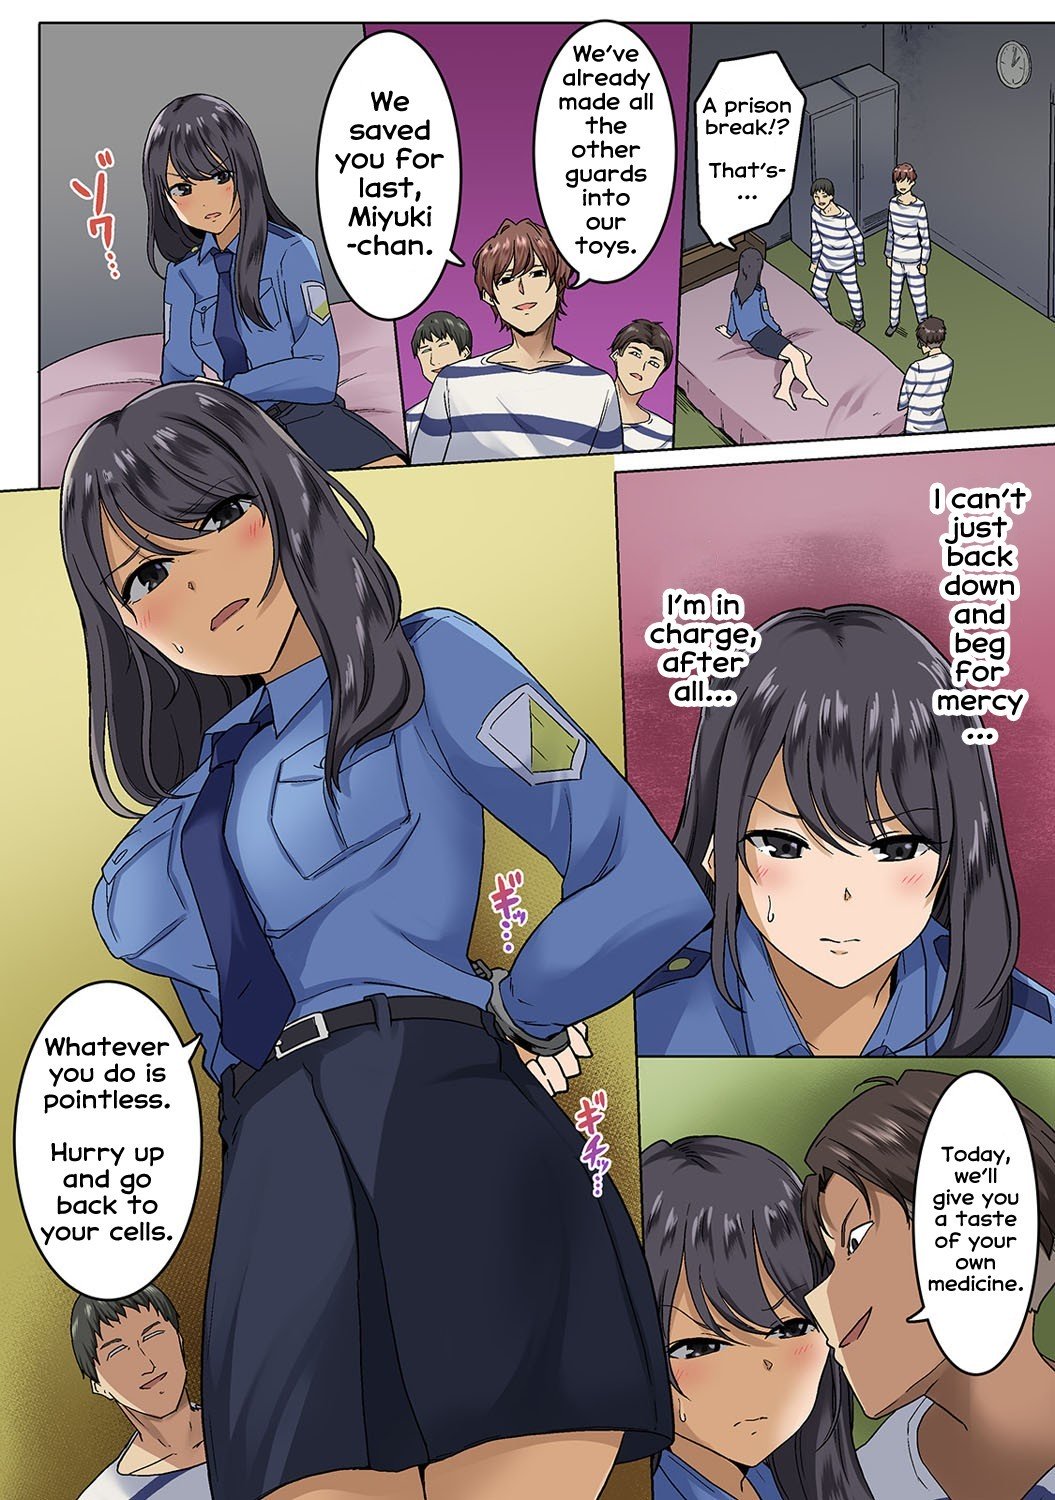 A prison
break!?
That's-
...
We've
already
made all
the
other
guards
into
our
toys.
We
saved
you for
last,
Miyuki
-chan.
ゾクッ…
I can't
just
back
down
and
beg
for
mercy
...
I'm in
charge,
after
all...
ギッ…
ギチッ…
Whatever
you do is
pointless.
Hurry up
and go
back to
your cells.
Today,
we'll
give you
a taste
of your
own
medicine.